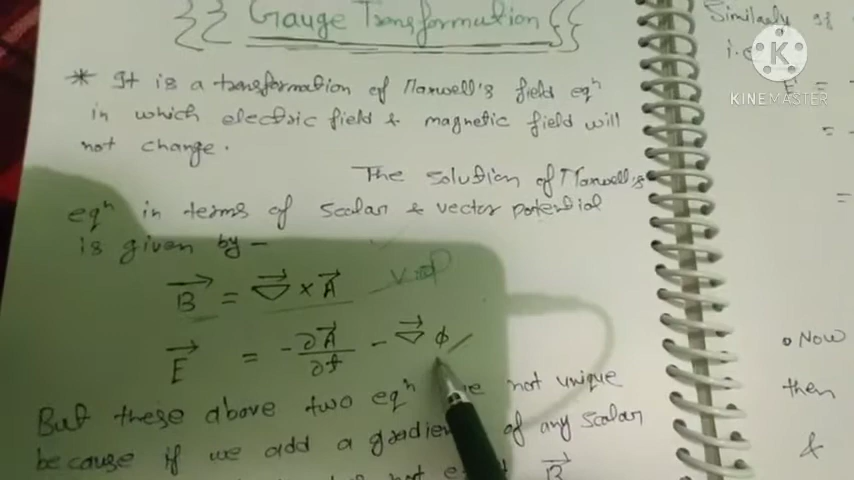 {{ Gauge Transformation }}
* It is a transformation of Maxwell's field eqⁿ
in which electric field & magnetic field will
not change.
The solution of Maxwell's
eqⁿ in terms of scalar & vector potential
is given by -
B⃗ = ∇⃗ × A⃗
E⃗ = - ∂A⃗/∂t - ∇⃗ϕ
But these above two eqⁿ are not unique
because if we add a gradient of any scalar
B⃗
Similarly if
i.e
E⃗ =
=
=
• Now
then
&
K
KINEMASTER